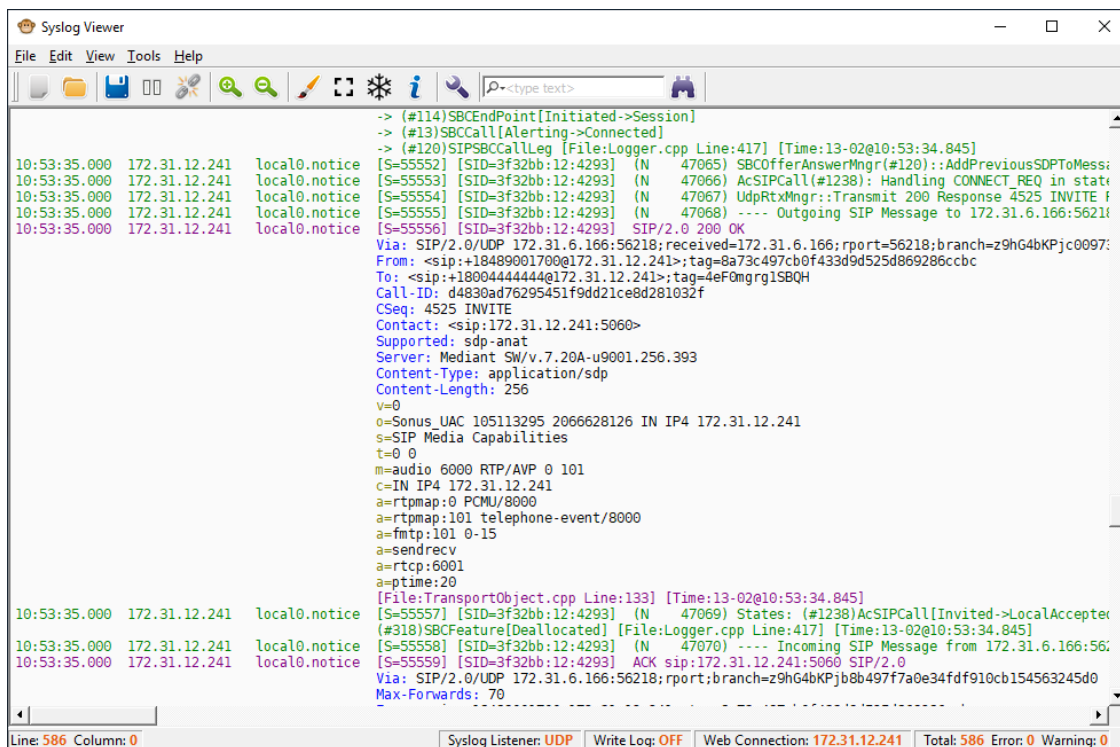 Syslog Viewer
File Edit View Tools Help
<type text>
-> (#114)SBCEndPoint[Initiated->Session]
-> (#13)SBCCall[Alerting->Connected]
-> (#120)SIPSBCCallLeg [File:Logger.cpp Line:417] [Time:13-02@10:53:34.845]
10:53:35.000 172.31.12.241 local0.notice [S=55552] [SID=3f32bb:12:4293] (N 47065) SBCOfferAnswerMngr(#120)::AddPreviousSDPToMessa
10:53:35.000 172.31.12.241 local0.notice [S=55553] [SID=3f32bb:12:4293] (N 47066) AcSIPCall(#1238): Handling CONNECT_REQ in state
10:53:35.000 172.31.12.241 local0.notice [S=55554] [SID=3f32bb:12:4293] (N 47067) UdpRtxMngr::Transmit 200 Response 4525 INVITE
10:53:35.000 172.31.12.241 local0.notice [S=55555] [SID=3f32bb:12:4293] (N 47068) ---- Outgoing SIP Message to 172.31.6.166:56218
10:53:35.000 172.31.12.241 local0.notice [S=55556] [SID=3f32bb:12:4293] SIP/2.0 200 OK
Via: SIP/2.0/UDP 172.31.6.166:56218;received=172.31.6.166;rport=56218;branch=z9hG4bKPjc00973
From: <sip:+18489001700@172.31.12.241>;tag=8a73c497cb0f433d9d525d869286ccbc
To: <sip:+18004444444@172.31.12.241>;tag=4eF0mgrg1SBQH
Call-ID: d4830ad76295451f9dd21ce8d281032f
CSeq: 4525 INVITE
Contact: <sip:172.31.12.241:5060>
Supported: sdp-anat
Server: Mediant SW/v.7.20A-u9001.256.393
Content-Type: application/sdp
Content-Length: 256
v=0
o=Sonus_UAC 105113295 2066628126 IN IP4 172.31.12.241
s=SIP Media Capabilities
t=0 0
m=audio 6000 RTP/AVP 0 101
c=IN IP4 172.31.12.241
a=rtpmap:0 PCMU/8000
a=rtpmap:101 telephone-event/8000
a=fmtp:101 0-15
a=sendrecv
a=rtcp:6001
a=ptime:20
[File:TransportObject.cpp Line:133] [Time:13-02@10:53:34.845]
10:53:35.000 172.31.12.241 local0.notice [S=55557] [SID=3f32bb:12:4293] (N 47069) States: (#1238)AcSIPCall[Invited->LocalAccepted
(#318)SBCFeature[Deallocated] [File:Logger.cpp Line:417] [Time:13-02@10:53:34.845]
10:53:35.000 172.31.12.241 local0.notice [S=55558] [SID=3f32bb:12:4293] (N 47070) ---- Incoming SIP Message from 172.31.6.166:562
10:53:35.000 172.31.12.241 local0.notice [S=55559] [SID=3f32bb:12:4293] ACK sip:172.31.12.241:5060 SIP/2.0
Via: SIP/2.0/UDP 172.31.6.166:56218;rport;branch=z9hG4bKPjb8b497f7a0e34fdf910cb154563245d0
Max-Forwards: 70
Line: 586 Column: 0 Syslog Listener: UDP Write Log: OFF Web Connection: 172.31.12.241 Total: 586 Error: 0 Warning: 0